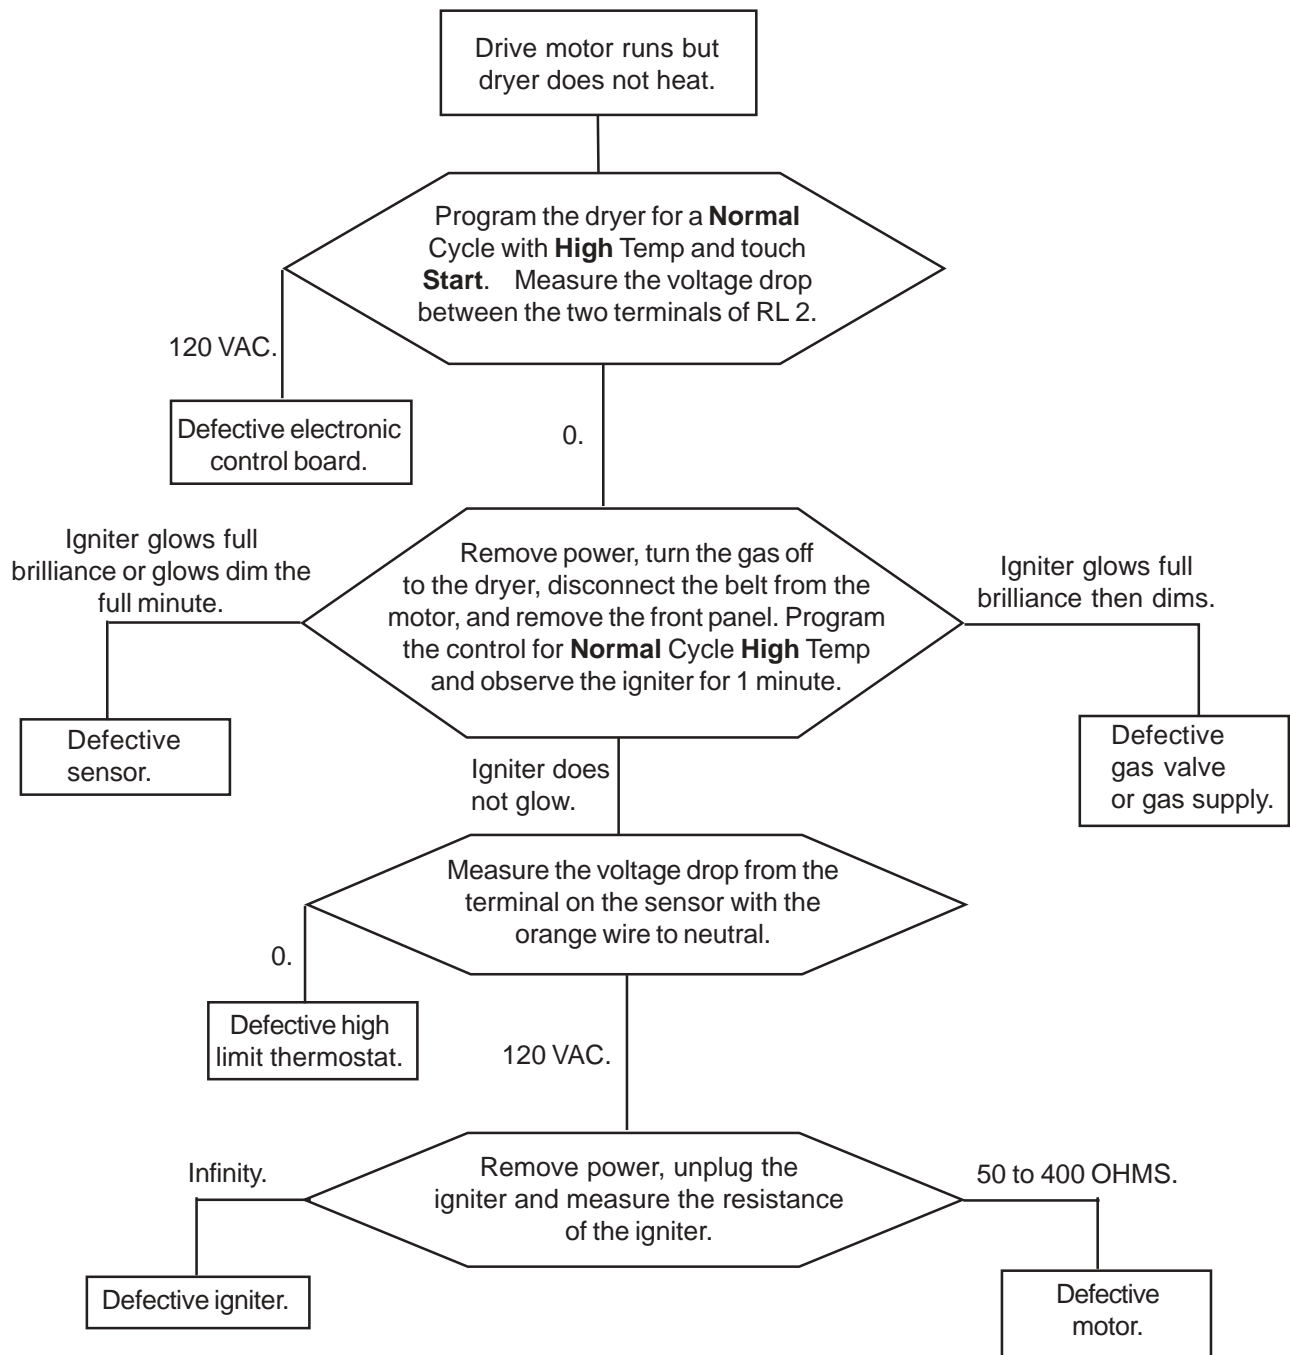 Drive motor runs but
dryer does not heat.
Program the dryer for a Normal
Cycle with High Temp and touch
Start. Measure the voltage drop
between the two terminals of RL 2.
120 VAC.
Defective electronic
control board.
0.
Igniter glows full
brilliance or glows dim the
full minute.
Remove power, turn the gas off
to the dryer, disconnect the belt from the
motor, and remove the front panel. Program
the control for Normal Cycle High Temp
and observe the igniter for 1 minute.
Igniter glows full
brilliance then dims.
Defective
sensor.
Igniter does
not glow.
Defective
gas valve
or gas supply.
Measure the voltage drop from the
terminal on the sensor with the
orange wire to neutral.
0.
Defective high
limit thermostat.
120 VAC.
Infinity.
Remove power, unplug the
igniter and measure the resistance
of the igniter.
50 to 400 OHMS.
Defective igniter.
Defective
motor.